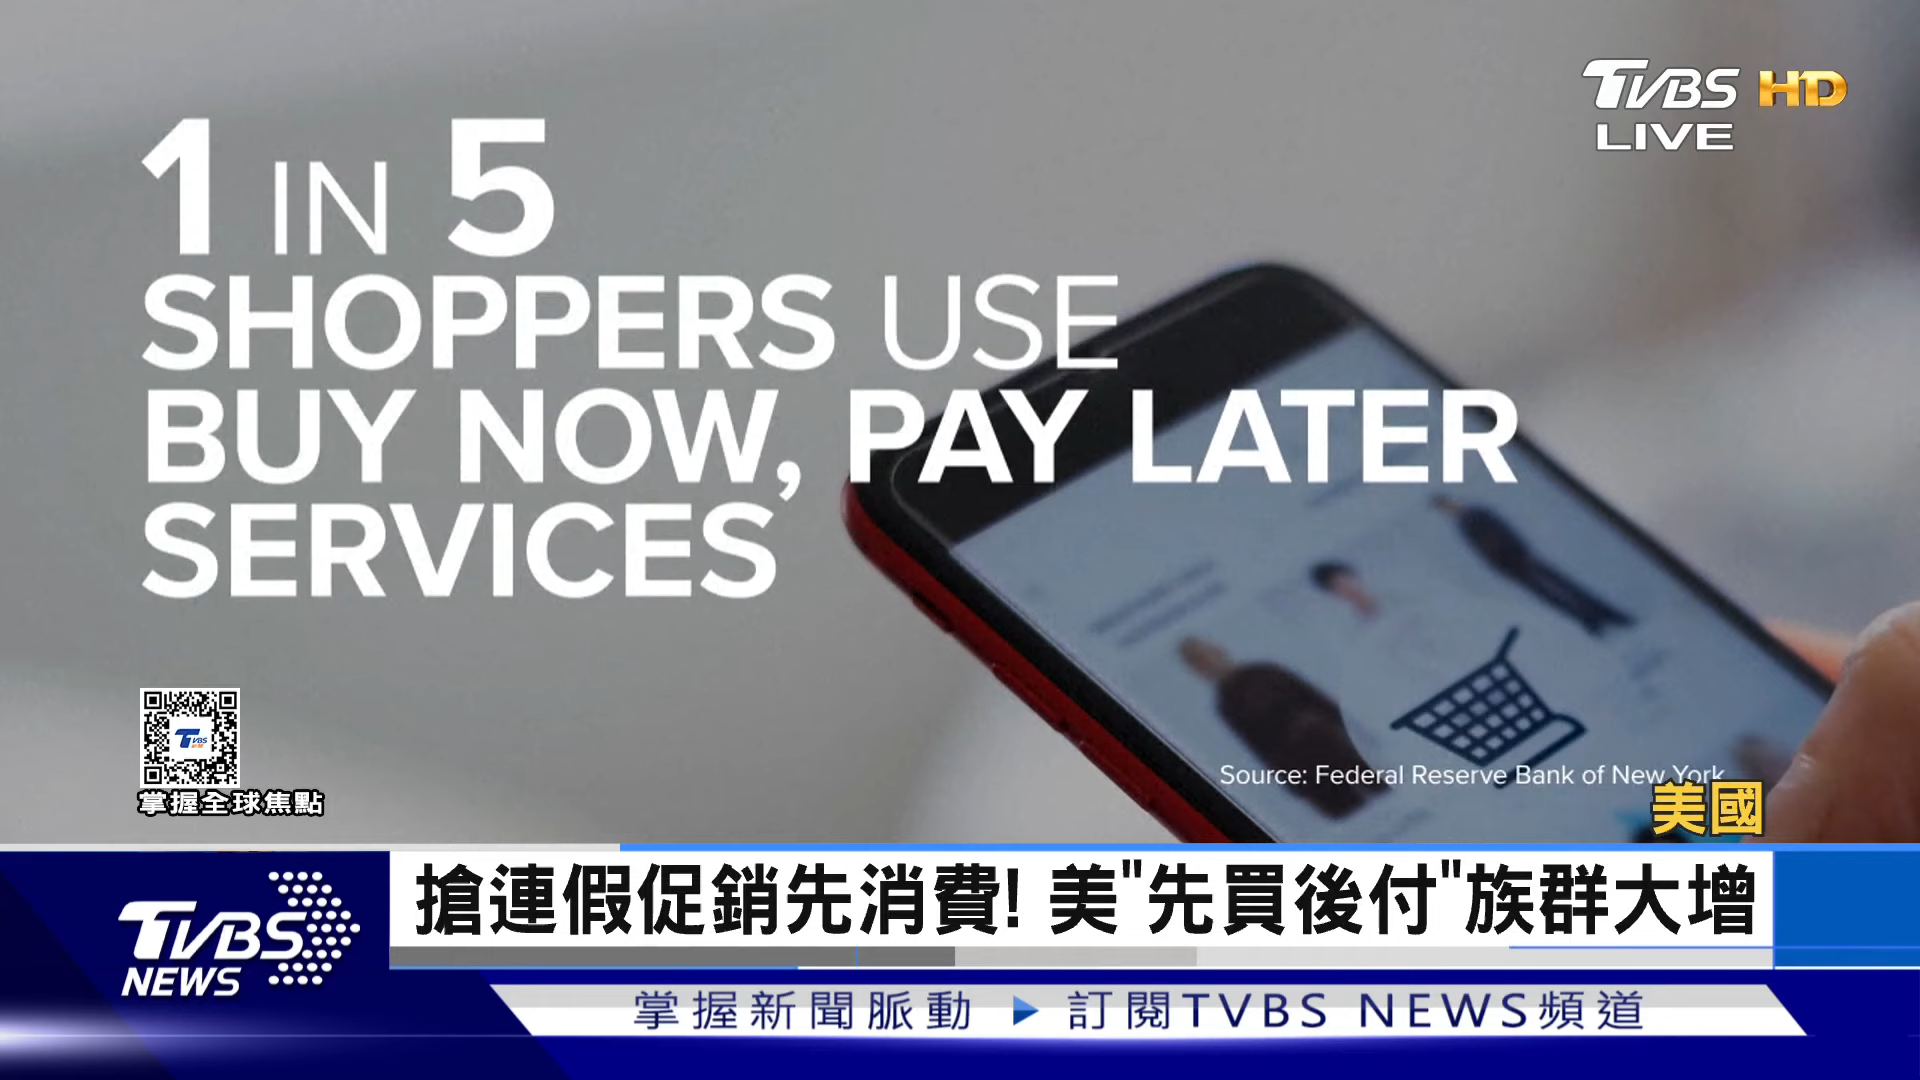 TVBS HD
LIVE
1 IN 5
SHOPPERS USE
BUY NOW, PAY LATER
SERVICES
TVBS
掌握全球焦點
Source: Federal Reserve Bank of New York
美國
搶連假促銷先消費! 美"先買後付"族群大增
TVBS
NEWS
掌握新聞脈動 ▶ 訂閱TVBS NEWS頻道